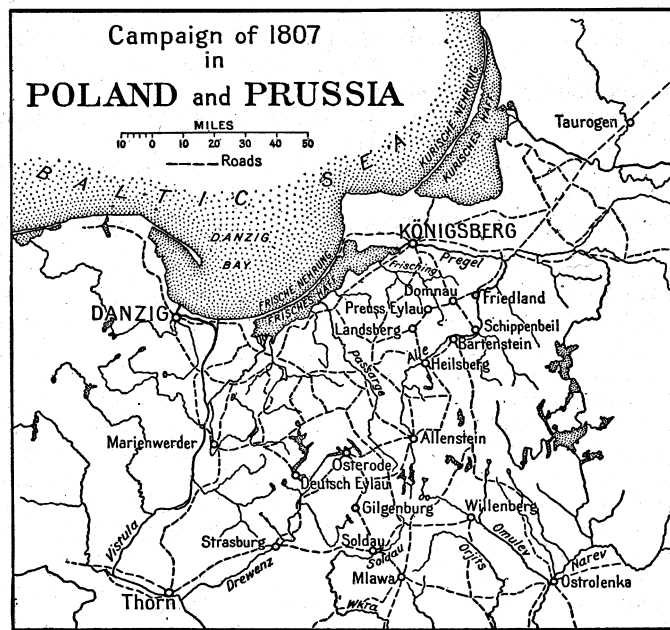 Campaign of 1807
in
POLAND and PRUSSIA
MILES
10 0 10 20 30 40 50
Roads
BALTIC SEA
KURISCHE NEHRUNG
KURISCHES HAFF
Taurogen
DANZIG
BAY
KÖNIGSBERG
Pregel
Frisching
FRISCHE NEHRUNG
FRISCHES HAFF
Domnau
Friedland
Preuss Eylau
DANZIG
Landsberg
Schippenbeil
Bartenstein
Alle
Heilsberg
Passarge
Marienwerder
Allenstein
Osterode
Deutsch Eylau
Gilgenburg
Willenberg
Vistula
Strasburg
Soldau
Soldau
Omulev
Orjits
Narev
Drewenz
Mlawa
Ostrolenka
Thorn
Wkra